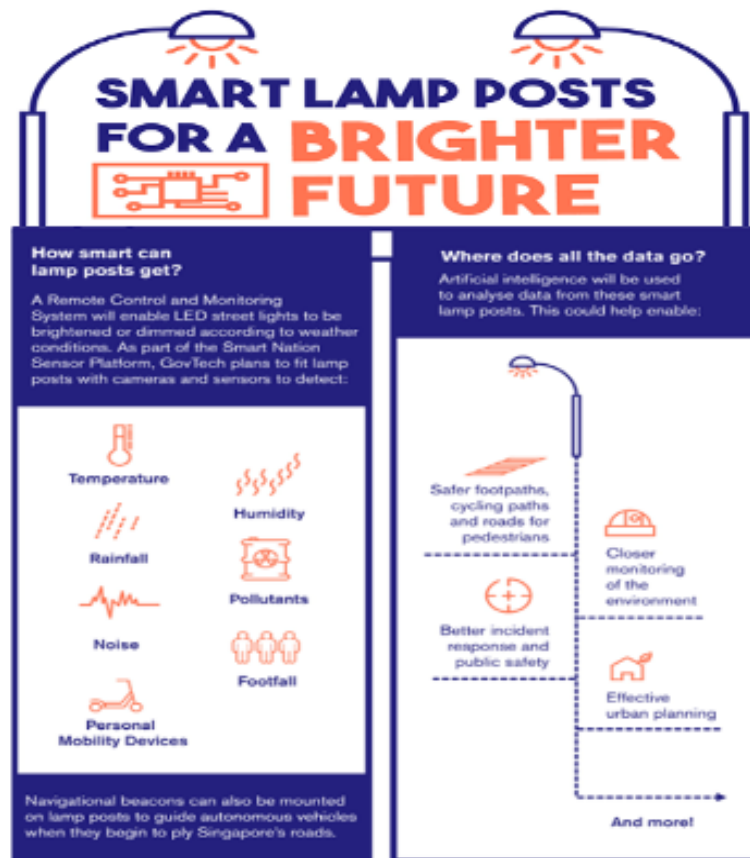 SMART LAMP POSTS
FOR A BRIGHTER
FUTURE
How smart can
lamp posts get?
A Remote Control and Monitoring
System will enable LED street lights to be
brightened or dimmed according to weather
conditions. As part of the Smart Nation
Sensor Platform, GovTech plans to fit lamp
posts with cameras and sensors to detect:
Temperature
Humidity
Rainfall
Pollutants
Noise
Footfall
Personal
Mobility Devices
Navigational beacons can also be mounted
on lamp posts to guide autonomous vehicles
when they begin to ply Singapore's roads.
Where does all the data go?
Artificial intelligence will be used
to analyse data from these smart
lamp posts. This could help enable:
Safer footpaths,
cycling paths
and roads for
pedestrians
Closer
monitoring
of the
environment
Better incident
response and
public safety
Effective
urban planning
And more!